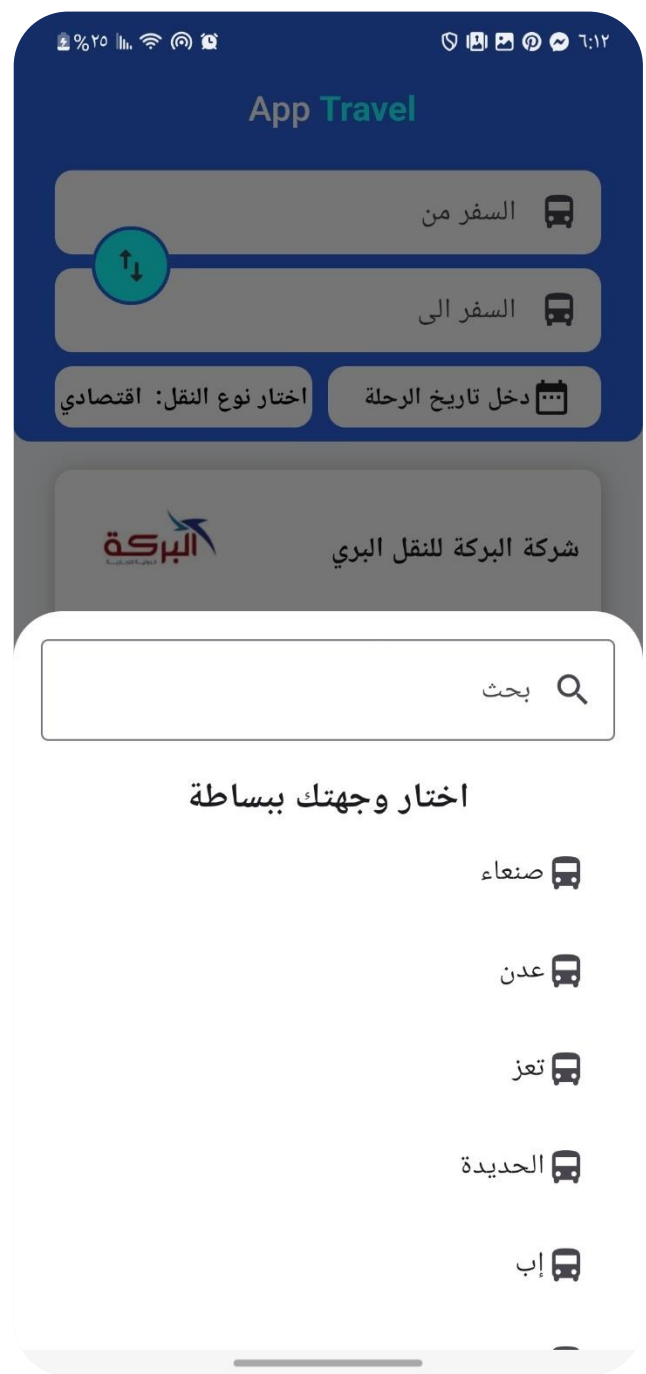 ٦:١٢ ٢٥%
App Travel
السفر من
السفر الى
دخل تاريخ الرحلة
اختار نوع النقل: اقتصادي
شركة البركة للنقل البري
البركة
بحث
اختار وجهتك ببساطة
صنعاء
عدن
تعز
الحديدة
إب